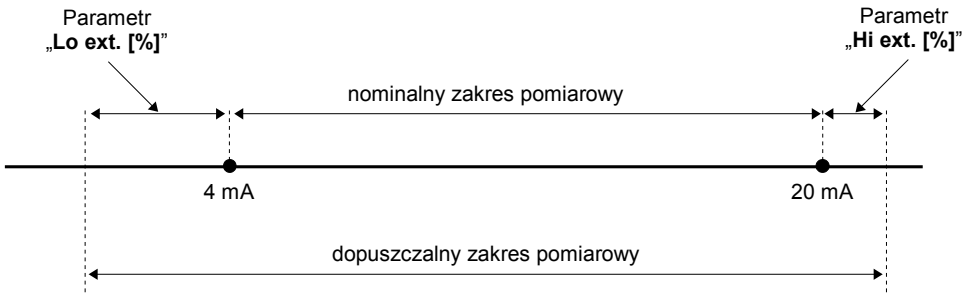 Parametr
„Lo ext. [%]”
Parametr
„Hi ext. [%]”
nominalny zakres pomiarowy
4 mA
20 mA
dopuszczalny zakres pomiarowy